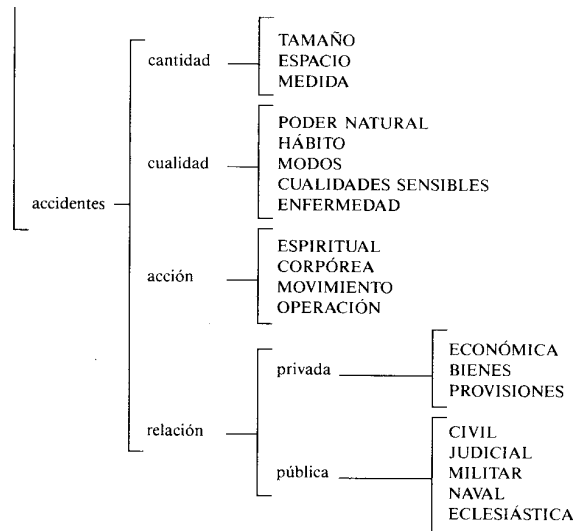 accidentes
cantidad
TAMAÑO
ESPACIO
MEDIDA
cualidad
PODER NATURAL
HÁBITO
MODOS
CUALIDADES SENSIBLES
ENFERMEDAD
acción
ESPIRITUAL
CORPÓREA
MOVIMIENTO
OPERACIÓN
relación
privada
ECONÓMICA
BIENES
PROVISIONES
pública
CIVIL
JUDICIAL
MILITAR
NAVAL
ECLESIÁSTICA